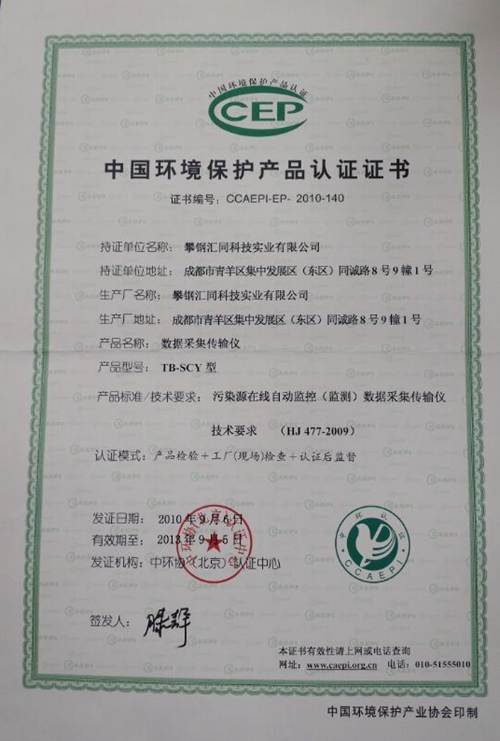 中国环境保护产品认证
CEP
中国环境保护产品认证证书
证书编号：CCAEPI-EP- 2010-140
持证单位名称：攀钢汇同科技实业有限公司
持证单位地址：成都市青羊区集中发展区（东区）同诚路8号9幢1号
生产厂名称：攀钢汇同科技实业有限公司
生产厂地址：成都市青羊区集中发展区（东区）同诚路8号9幢1号
产品名称：数据采集传输仪
产品型号：TB-SCY 型
产品标准/技术要求：污染源在线自动监控（监测）数据采集传输仪
技术要求 （HJ 477-2009）
认证模式：产品检验＋工厂(现场)检查＋认证后监督
发证日期：2010年9月6日
有效期至：2013年9月5日
发证机构：中环协（北京）认证中心
中环协认证
CCAEPI
签发人：
本证书有效性请上网或电话查询
网址：www.caepi.org.cn 电话：010-51555010
中国环境保护产业协会印制